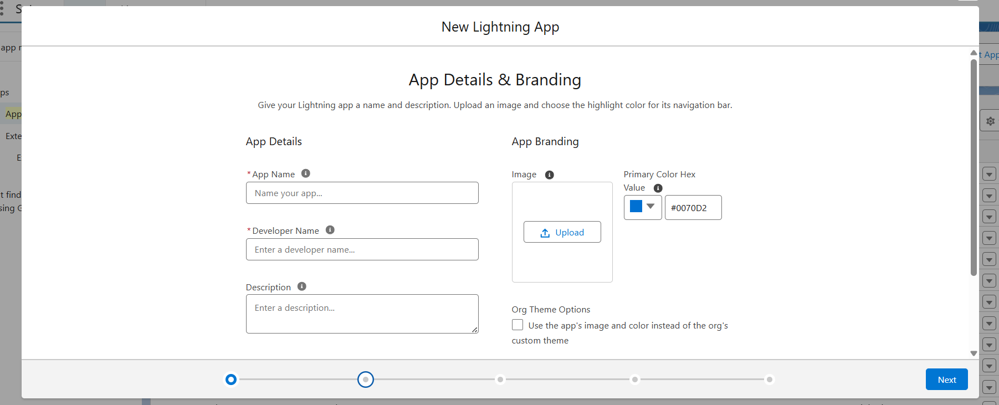 New Lightning App
App Details & Branding
Give your Lightning app a name and description. Upload an image and choose the highlight color for its navigation bar.
App Details
*App Name
Name your app...
*Developer Name
Enter a developer name...
Description
Enter a description...
App Branding
Image
Upload
Primary Color Hex
Value
#0070D2
Org Theme Options
Use the app's image and color instead of the org's
custom theme
Next
app
ps
App
Exte
E
t find
sing G
t App